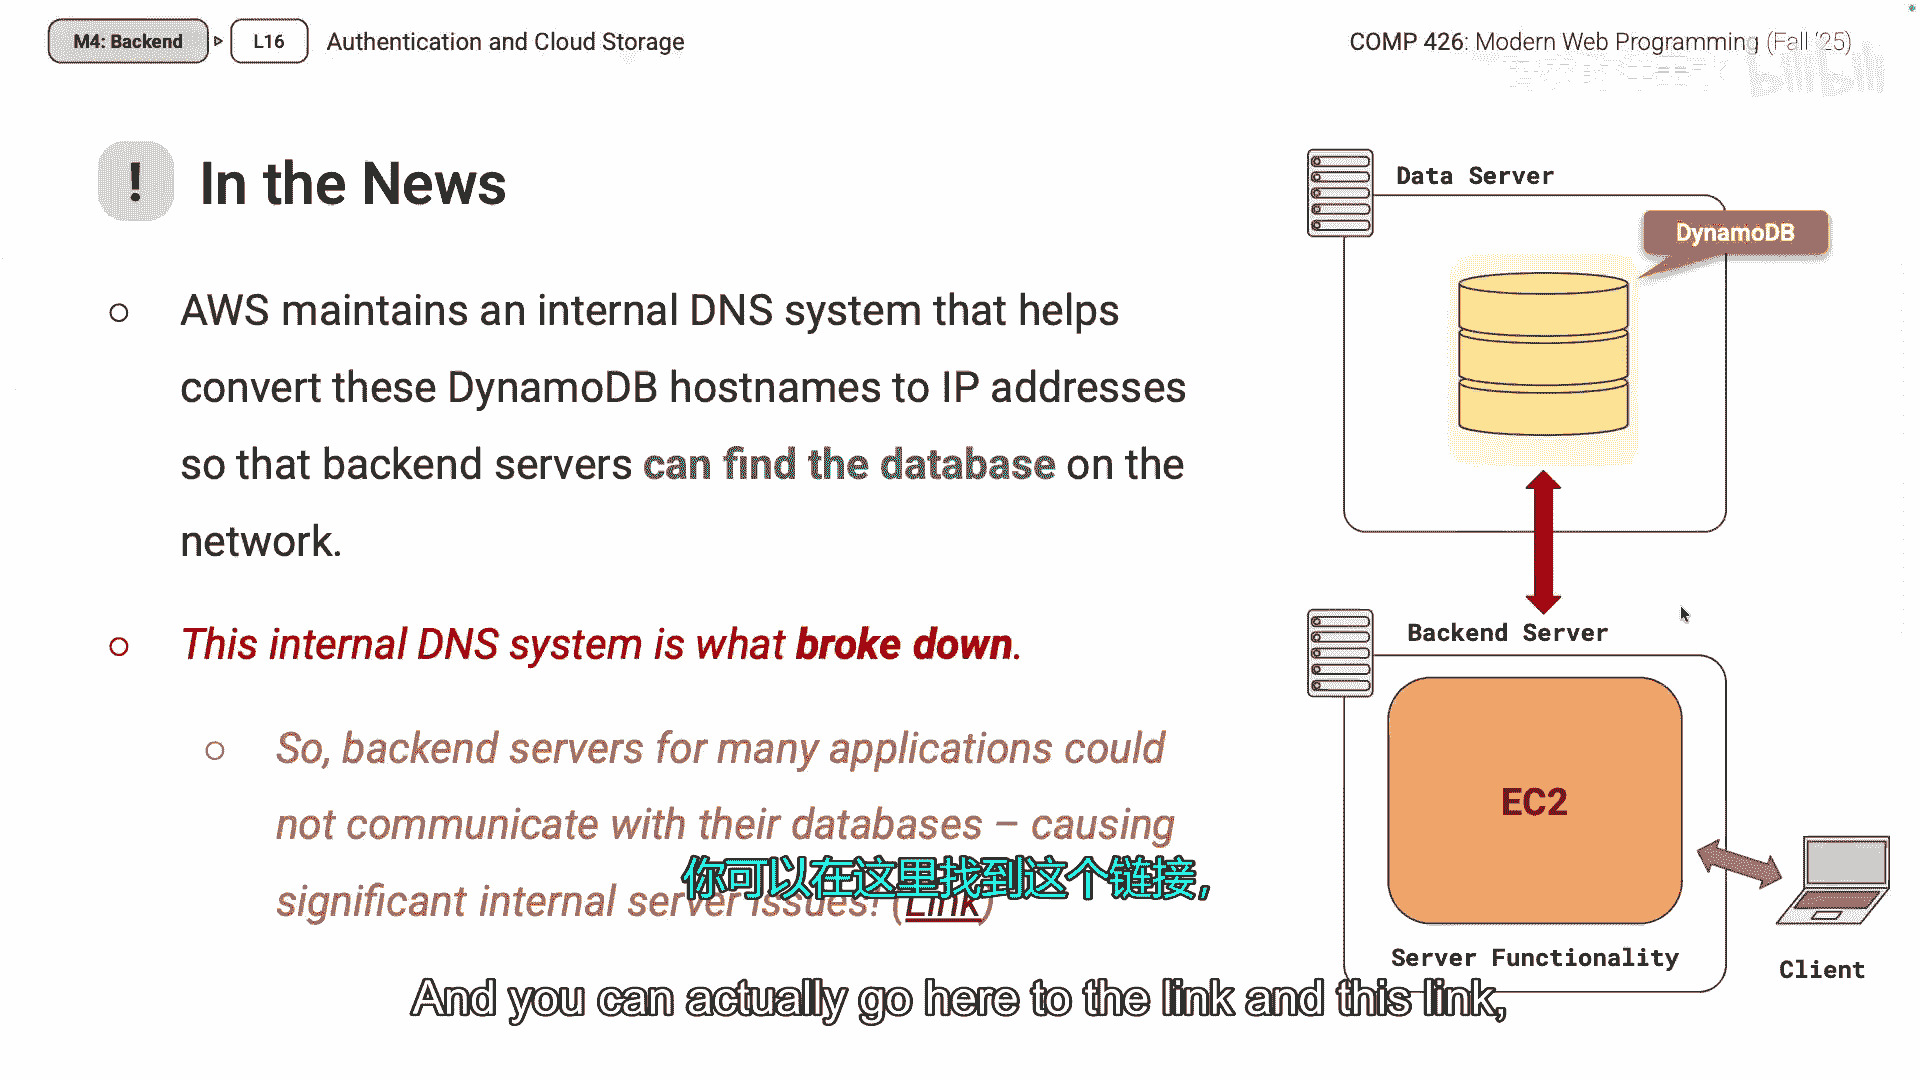 M4: Backend
L16
Authentication and Cloud Storage
COMP 426: Modern Web Programming (Fall '25)
bilibili
! In the News
AWS maintains an internal DNS system that helps
convert these DynamoDB hostnames to IP addresses
so that backend servers can find the database on the
network.
This internal DNS system is what broke down.
So, backend servers for many applications could
not communicate with their databases – causing
significant internal server issues! (Link)
Data Server
DynamoDB
Backend Server
EC2
Server Functionality
Client
你可以在这里找到这个链接,
And you can actually go here to the link and this link,